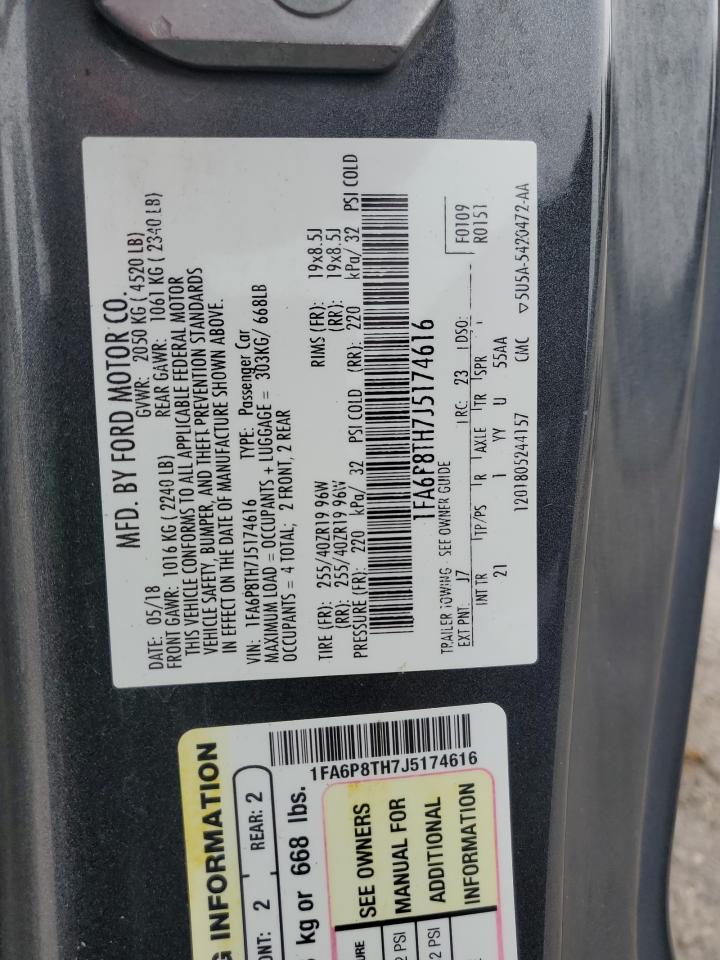 MFD. BY FORD MOTOR CO.
DATE: 05/18 GVWR: 2050 KG ( 4520 LB)
FRONT GAWR: 1016 KG ( 2240 LB) REAR GAWR: 1061 KG ( 2340 LB)
THIS VEHICLE CONFORMS TO ALL APPLICABLE FEDERAL MOTOR
VEHICLE SAFETY, BUMPER, AND THEFT PREVENTION STANDARDS
IN EFFECT ON THE DATE OF MANUFACTURE SHOWN ABOVE.
VIN: 1FA6P8TH7J5174616 TYPE: Passenger Car
MAXIMUM LOAD = OCCUPANTS + LUGGAGE = 303KG/ 668LB
OCCUPANTS = 4 TOTAL; 2 FRONT, 2 REAR
TIRE (FR): 255/40ZR19 96W RIMS (FR): 19x8.5J
(RR): 255/40ZR19 96W (RR): 19x8.5J
PRESSURE (FR): 220 kPa/ 32 PSI COLD (RR): 220 kPa/ 32 PSI COLD
1FA6P8TH7J5174616
F0109
R0151
TRAILER TOWING - SEE OWNER GUIDE
EXT PNT: J7 RC: 23 DSO:
INT TR TP/PS R AXLE TR SPR
21 1 YY U 55AA
1201805244157 CMC ▽5U5A-5420472-AA
1FA6P8TH7J5174616
INFORMATION
2 REAR: 2
kg or 668 lbs.
SEE OWNERS
MANUAL FOR
ADDITIONAL
INFORMATION